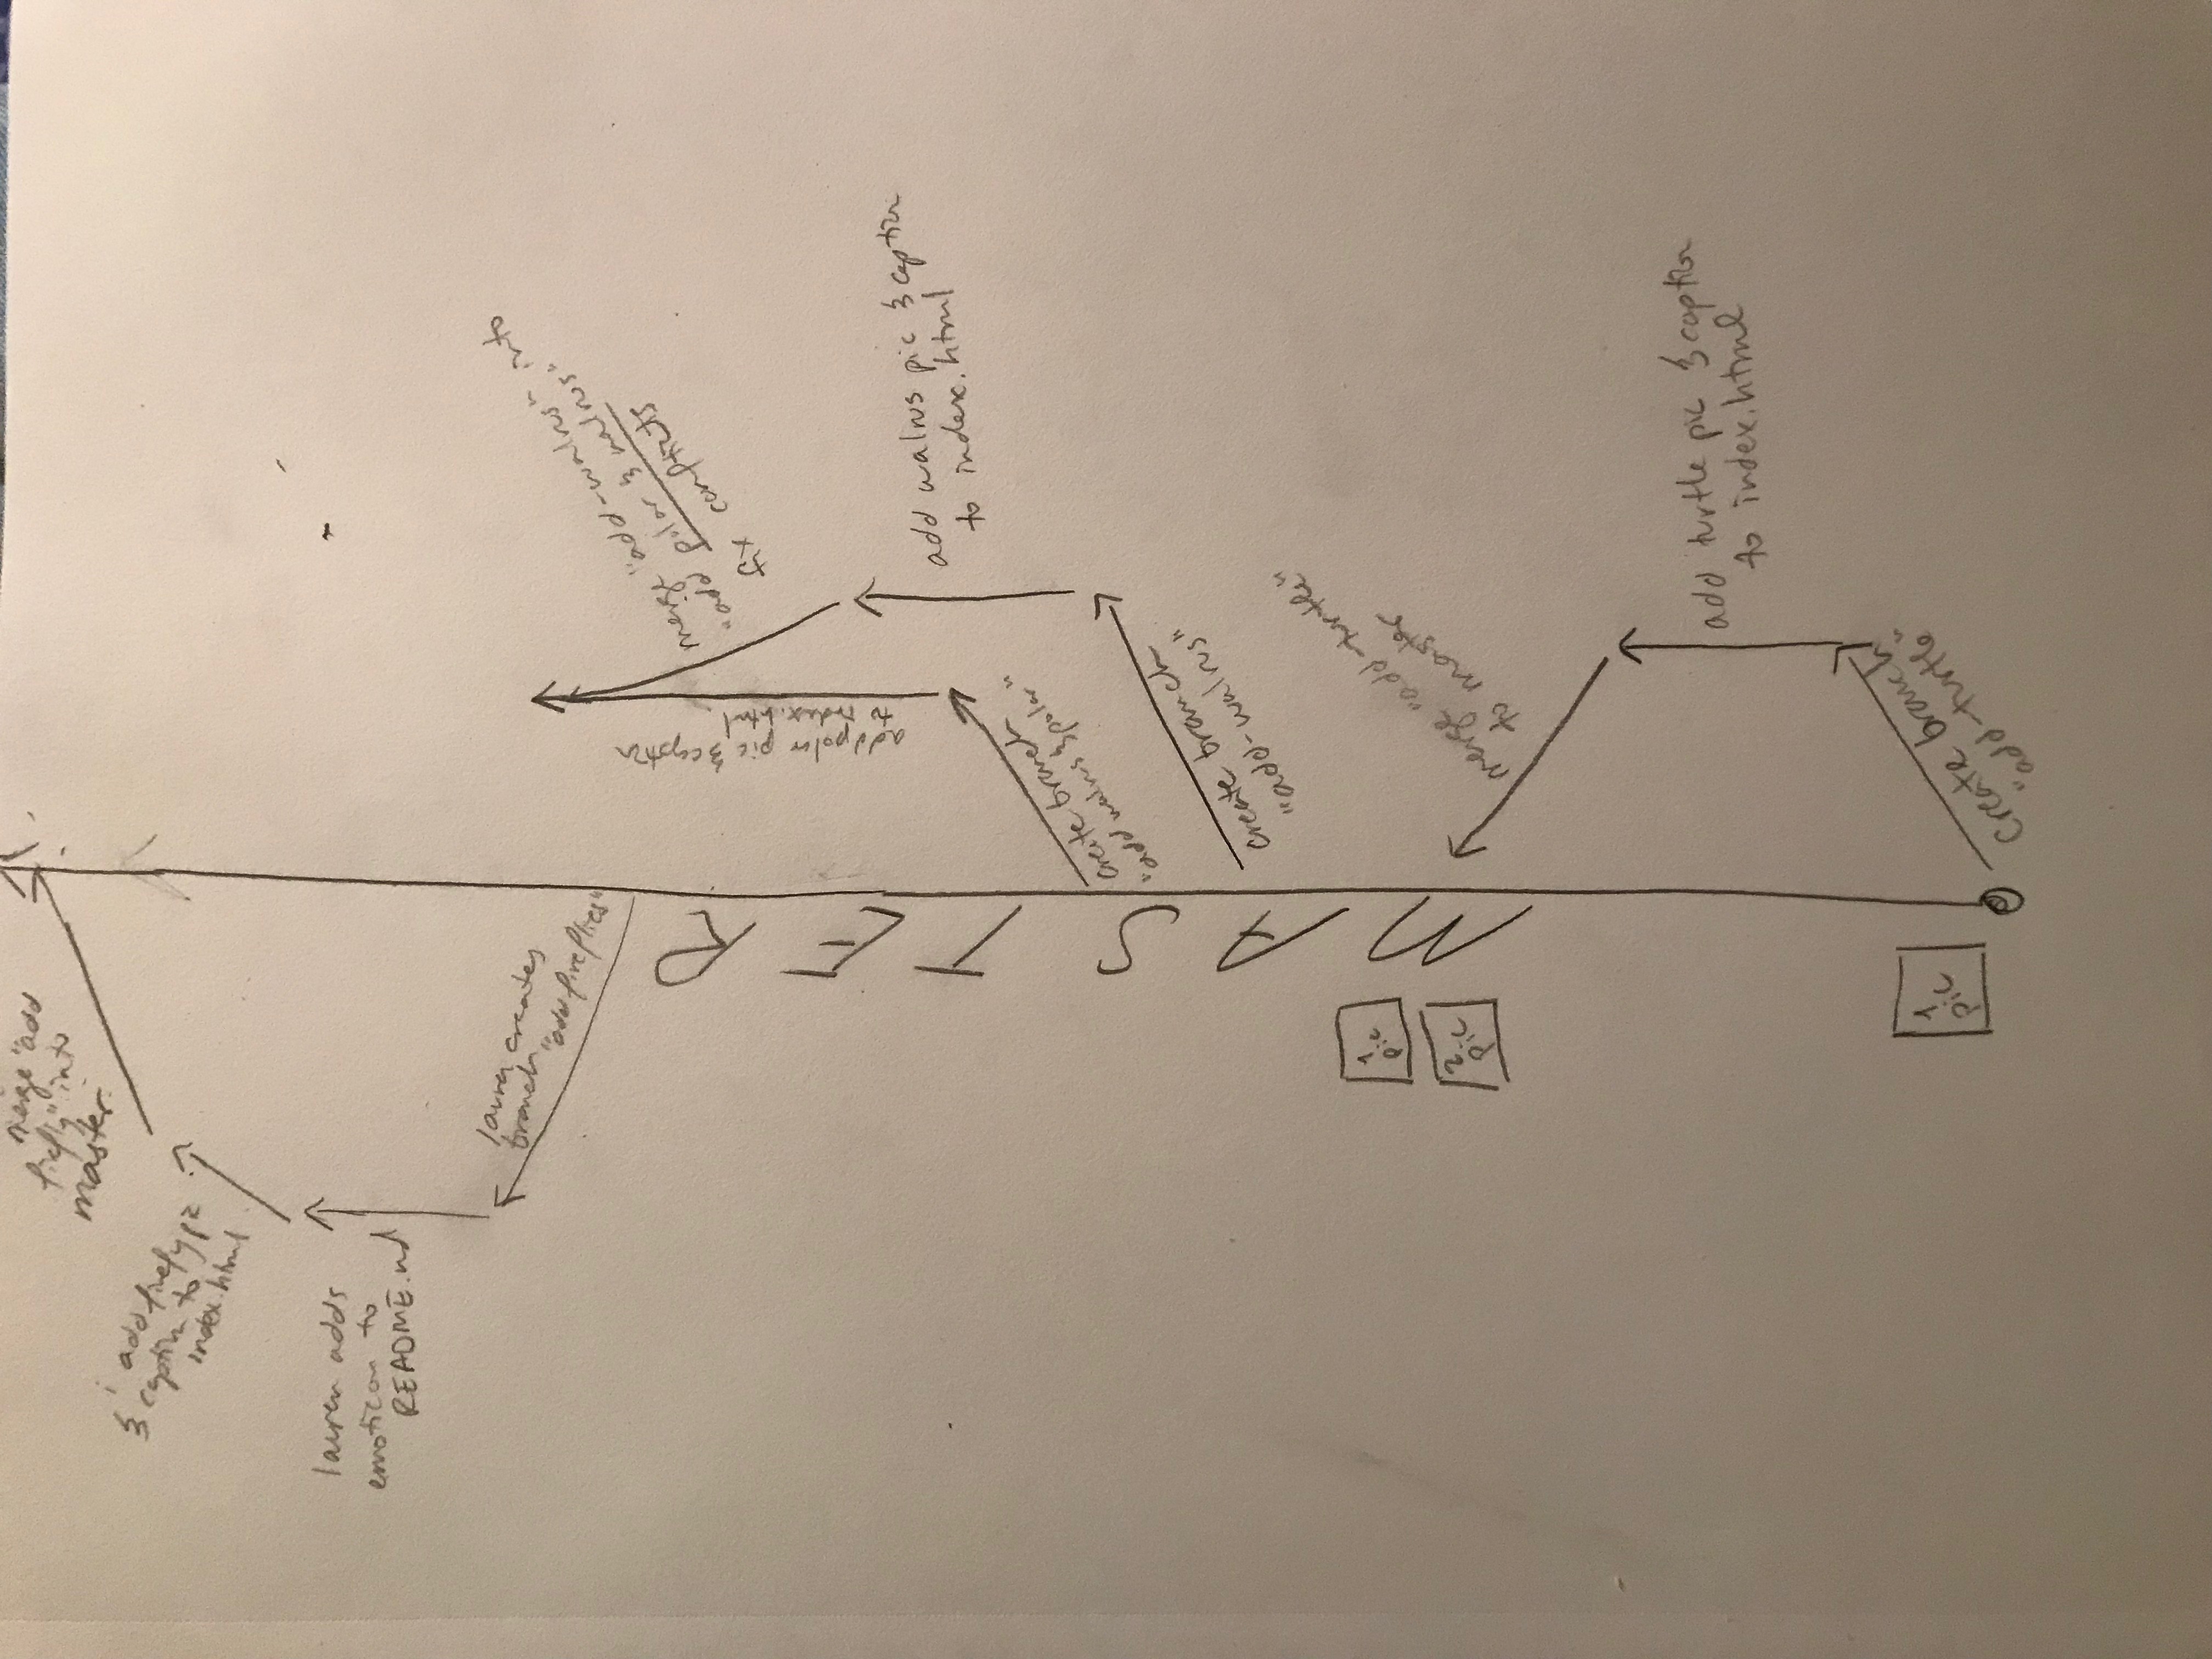 merge "add
firefly" into
master.
i add firefly pz
& caption to
index.html
lauren adds
emoticon to
README.md
lauren creates
branch
"add fireflies"
MASTER
merge "add-walrus" into
"add polar & walrus"
fix conflicts
add polar pic & caption
to index.html
add walrus pic & caption
to index.html
create branch
"add walrus & polar"
create branch
"add-walrus"
1
pic
2
pic
merge "add-turtle"
to master
add turtle pic & caption
to index.html
1
pic
Create branch
"add-turtle"